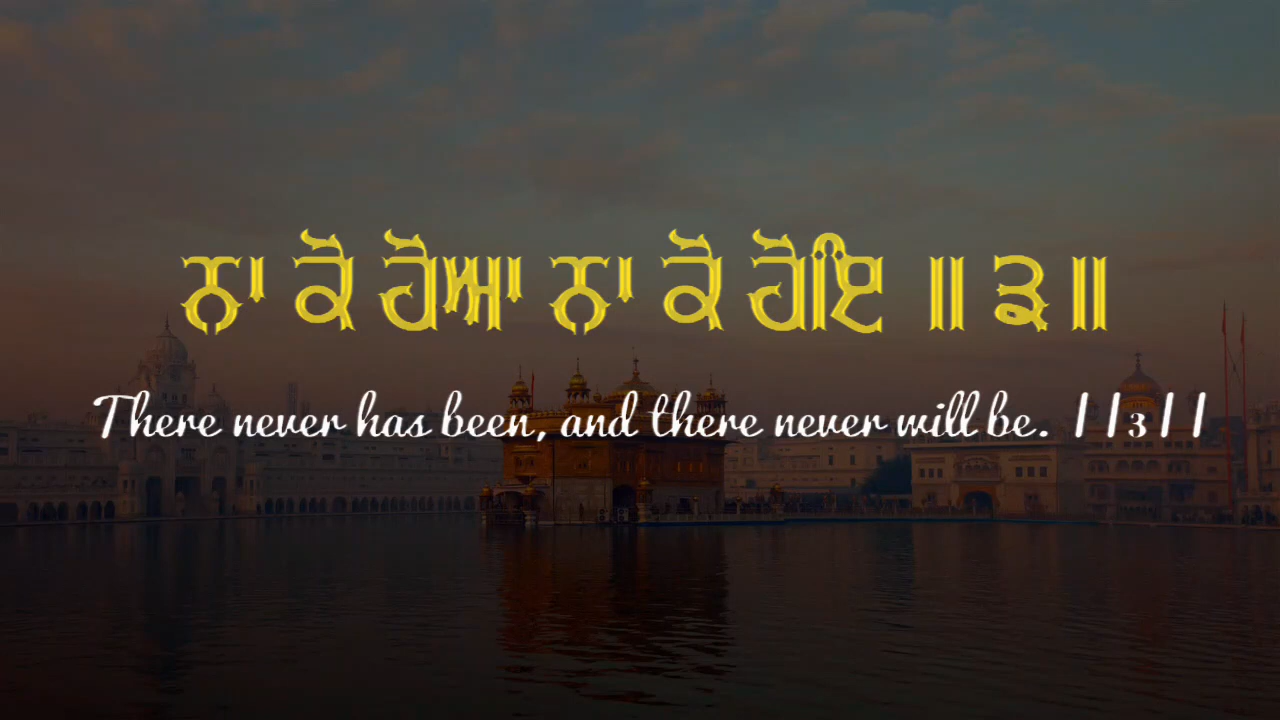 ਨਾ ਕੋ ਹੋਆ ਨਾ ਕੋ ਹੋਇ ॥੩॥
There never has been, and there never will be. ||3||